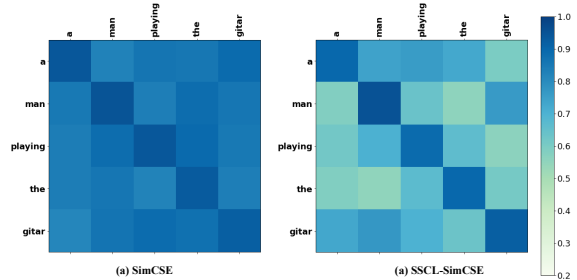 a man playing the gitar
a man playing the gitar
a
man
playing
the
gitar
a
man
playing
the
gitar
1.0
0.9
0.8
0.7
0.6
0.5
0.4
0.3
0.2
(a) SimCSE
(a) SSCL-SimCSE